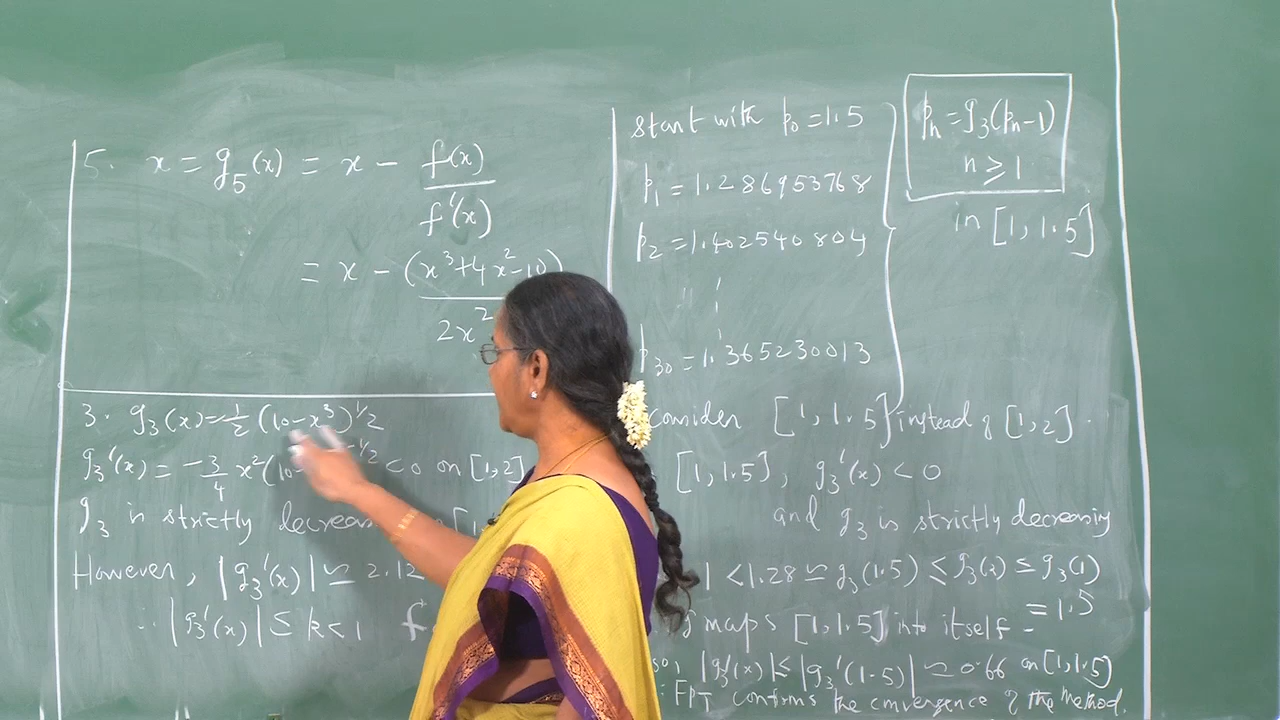 5. x = g₅(x) = x − f(x)/f'(x)
= x − (x³+4x²−10)
2x²
3. g₃(x) = 1/2 (10−x³)^1/2
g₃'(x) = −3/4 x²(10 ^−1/2 < 0 on [1,2]
g₃ is strictly decreas
However, |g₃'(x)| ≃ 2.12
∴ |g₃'(x)| ≤ k < 1 f
start with p₀ = 1.5
p₁ = 1.286953768
p₂ = 1.402540804
⋮
p₃₀ = 1.365230013
pₙ = g₃(pₙ−1)
n ≥ 1
in [1, 1.5]
consider [1, 1.5] instead of [1,2].
[1, 1.5], g₃'(x) < 0
and g₃ is strictly decreasing
1 < 1.28 ≃ g₃(1.5) ≤ g₃(x) ≤ g₃(1)
= 1.5
maps [1, 1.5] into itself.
so, |g₃'(x)| ≤ |g₃'(1.5)| ≃ 0.66 on [1, 1.5]
∴ FPT confirms the convergence of the method.